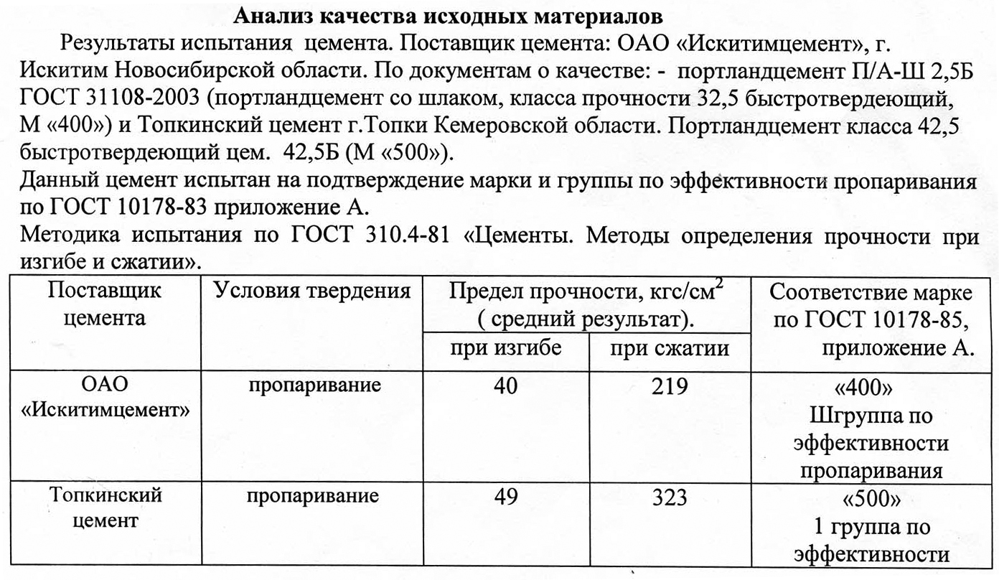 Анализ качества исходных материалов
Результаты испытания цемента. Поставщик цемента: ОАО «Искитимцемент», г.
Искитим Новосибирской области. По документам о качестве: - портландцемент П/А-Ш 2,5Б
ГОСТ 31108-2003 (портландцемент со шлаком, класса прочности 32,5 быстротвердеющий,
М «400») и Топкинский цемент г.Топки Кемеровской области. Портландцемент класса 42,5
быстротвердеющий цем. 42,5Б (М «500»).
Данный цемент испытан на подтверждение марки и группы по эффективности пропаривания
по ГОСТ 10178-83 приложение А.
Методика испытания по ГОСТ 310.4-81 «Цементы. Методы определения прочности при
изгибе и сжатии».
Поставщик цемента
Условия твердения
Предел прочности, кгс/см²
( средний результат).
при изгибе
при сжатии
Соответствие марке
по ГОСТ 10178-85,
приложение А.
ОАО
«Искитимцемент»
пропаривание
40
219
«400»
Шгруппа по
эффективности
пропаривания
Топкинский
цемент
пропаривание
49
323
«500»
1 группа по
эффективности